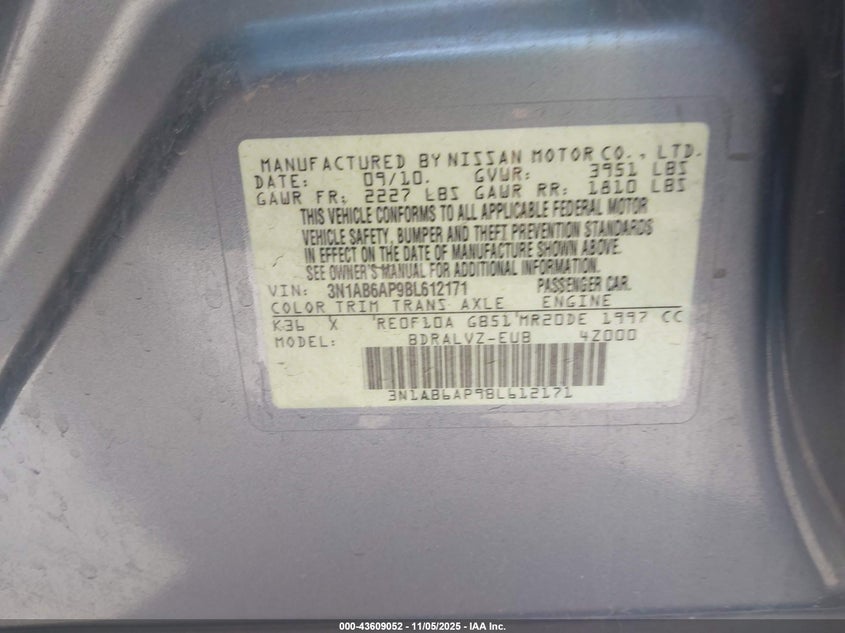 MANUFACTURED BY NISSAN MOTOR CO., LTD.
DATE: 09/10. GVWR: 3951 LBS
GAWR FR: 2227 LBS GAWR RR: 1810 LBS
THIS VEHICLE CONFORMS TO ALL APPLICABLE FEDERAL MOTOR
VEHICLE SAFETY, BUMPER AND THEFT PREVENTION STANDARDS
IN EFFECT ON THE DATE OF MANUFACTURE SHOWN ABOVE.
SEE OWNER'S MANUAL FOR ADDITIONAL INFORMATION.
VIN: 3N1AB6AP9BL612171 PASSENGER CAR.
COLOR TRIM TRANS AXLE ENGINE
K36 X RE0F10A GB51 MR20DE 1997 CC
MODEL: BDRALVZ-EUB 4Z000
3N1AB6AP9BL612171
000-43609052 - 11/05/2025 - IAA Inc.